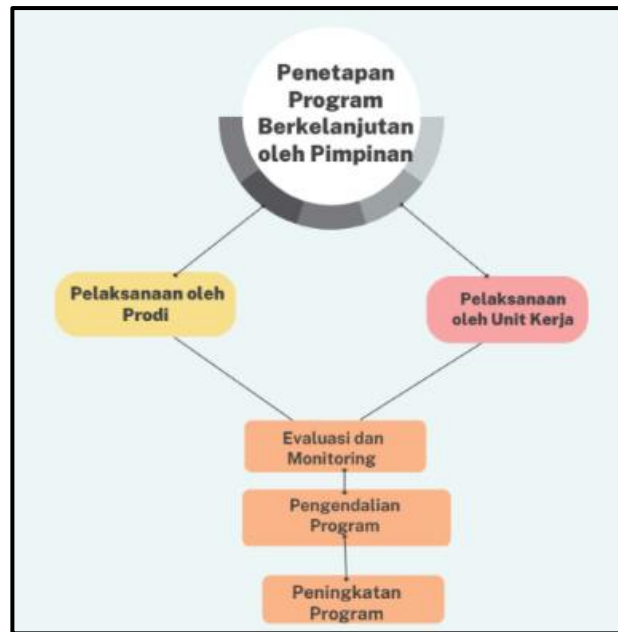 Penetapan
Program
Berkelanjutan
oleh Pimpinan
Pelaksanaan oleh
Prodi
Pelaksanaan
oleh Unit Kerja
Evaluasi dan
Monitoring
Pengendalian
Program
Peningkatan
Program